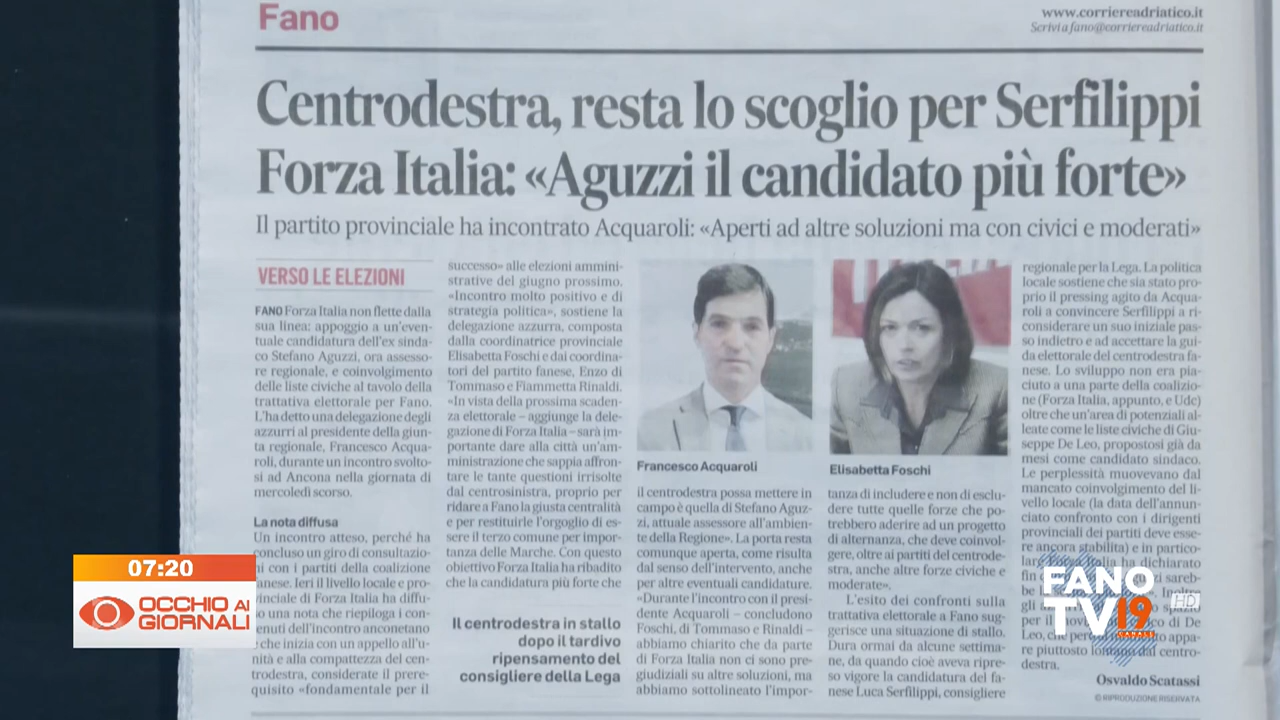 Fano
www.corriereadriatico.it
Scrivi a fano@corriereadriatico.it
Centrodestra, resta lo scoglio per Serfilippi
Forza Italia: «Aguzzi il candidato più forte»
Il partito provinciale ha incontrato Acquaroli: «Aperti ad altre soluzioni ma con civici e moderati»
VERSO LE ELEZIONI
FANO Forza Italia non flette dalla
sua linea: appoggio a un'even-
tuale candidatura dell'ex sinda-
co Stefano Aguzzi, ora assesso-
re regionale, e coinvolgimento
delle liste civiche al tavolo della
trattativa elettorale per Fano.
L'ha detto una delegazione degli
azzurri al presidente della giun-
ta regionale, Francesco Acqua-
roli, durante un incontro svolto-
si ad Ancona nella giornata di
mercoledì scorso.
La nota diffusa
Un incontro atteso, perché ha
concluso un giro di consultazio-
ni con i partiti della coalizione
anese. Ieri il livello locale e pro-
inciale di Forza Italia ha diffu-
o una nota che riepiloga i con-
enuti dell'incontro anconetano
e che inizia con un appello all'u-
nità e alla compattezza del cen-
trodestra, considerate il prere-
quisito «fondamentale per il
successo» alle elezioni ammini-
strative del giugno prossimo.
«Incontro molto positivo e di
strategia politica», sostiene la
delegazione azzurra, composta
dalla coordinatrice provinciale
Elisabetta Foschi e dai coordina-
tori del partito fanese, Enzo di
Tommaso e Fiammetta Rinaldi.
«In vista della prossima scaden-
za elettorale – aggiunge la dele-
gazione di Forza Italia – sarà im-
portante dare alla città un'am-
ministrazione che sappia affron-
tare le tante questioni irrisolte
dal centrosinistra, proprio per
ridare a Fano la giusta centralità
e per restituirle l'orgoglio di es-
sere il terzo comune per impor-
tanza delle Marche. Con questo
obiettivo Forza Italia ha ribadito
che la candidatura più forte che
Il centrodestra in stallo
dopo il tardivo
ripensamento del
consigliere della Lega
Francesco Acquaroli
il centrodestra possa mettere in
campo è quella di Stefano Aguz-
zi, attuale assessore all'ambien-
te della Regione». La porta resta
comunque aperta, come risulta
dal senso dell'intervento, anche
per altre eventuali candidature.
«Durante l'incontro con il presi-
dente Acquaroli – concludono
Foschi, di Tommaso e Rinaldi –
abbiamo chiarito che da parte
di Forza Italia non ci sono pre-
giudiziali su altre soluzioni, ma
abbiamo sottolineato l'impor-
Elisabetta Foschi
tanza di includere e non di esclu-
dere tutte quelle forze che po-
trebbero aderire ad un progetto
di alternanza, che deve coinvol-
gere, oltre ai partiti del centrode-
stra, anche altre forze civiche e
moderate».
L'esito dei confronti sulla
trattativa elettorale a Fano sug-
gerisce una situazione di stallo.
Dura ormai da alcune settima-
ne, da quando cioè aveva ripre-
so vigore la candidatura del fa-
nese Luca Serfilippi, consigliere
regionale per la Lega. La politica
locale sostiene che sia stato pro-
prio il pressing agito da Acqua-
roli a convincere Serfilippi a ri-
considerare un suo iniziale pas-
so indietro e ad accettare la gui-
da elettorale del centrodestra fa-
nese. Lo sviluppo non era pia-
ciuto a una parte della coalizio-
ne (Forza Italia, appunto, e Udc)
oltre che un'area di potenziali al-
leate come le liste civiche di Giu-
seppe De Leo, propostosi già da
mesi come candidato sindaco.
Le perplessità muovevano dal
mancato coinvolgimento del li-
vello locale (la data dell'annun-
ciato confronto con i dirigenti
provinciali dei partiti deve esse-
re ancora stabilita) e in partico-
ha dichiarato
fin
sareb-
be
gli
spazio
per il
di De
Leo, che
appa-
re piuttosto
dal centro-
destra.
Osvaldo Scatassi
© RIPRODUZIONE RISERVATA
07:20
OCCHIO AI
GIORNALI
FANO
TV 19
CANALE
HD